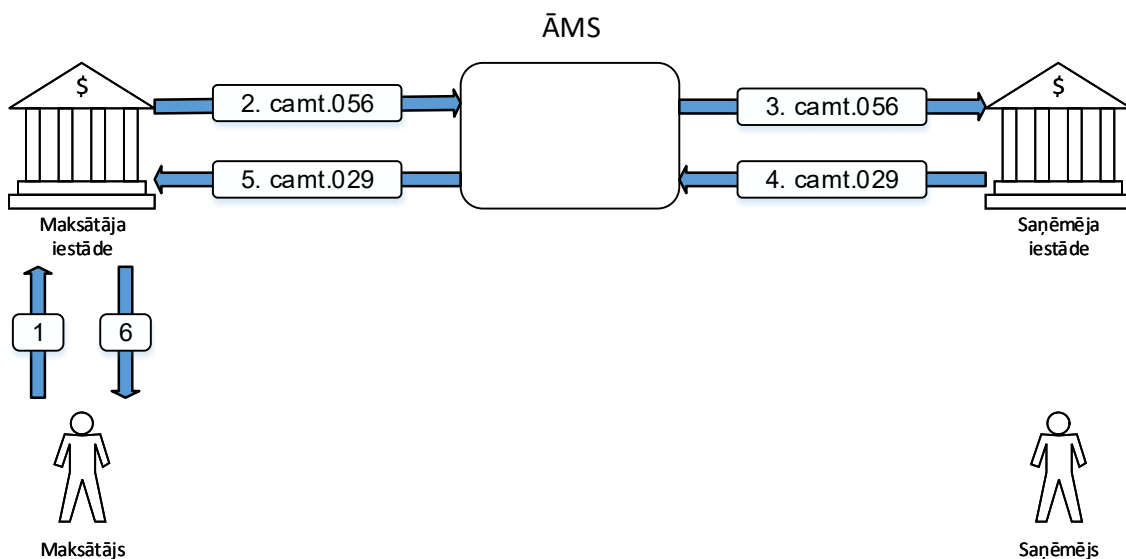 ĀMS
$
$
2. camt.056
3. camt.056
5. camt.029
4. camt.029
Maksātāja
iestāde
Saņēmēja
iestāde
1
6
Maksātājs
Saņēmējs